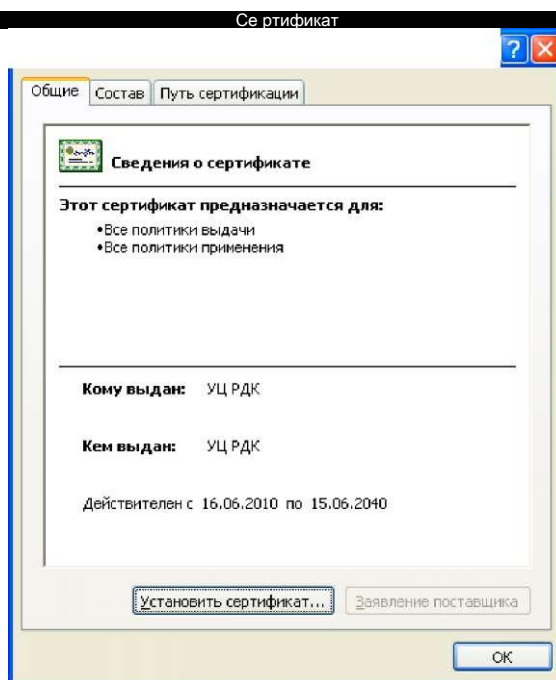 Се ртификат
?
Общие Состав Путь сертификации
Сведения о сертификате
Этот сертификат предназначается для:
•Все политики выдачи
•Все политики применения
Кому выдан: УЦ РДК
Кем выдан: УЦ РДК
Действителен с 16.06.2010 по 15.06.2040
Установить сертификат... Заявление поставщика
ОК